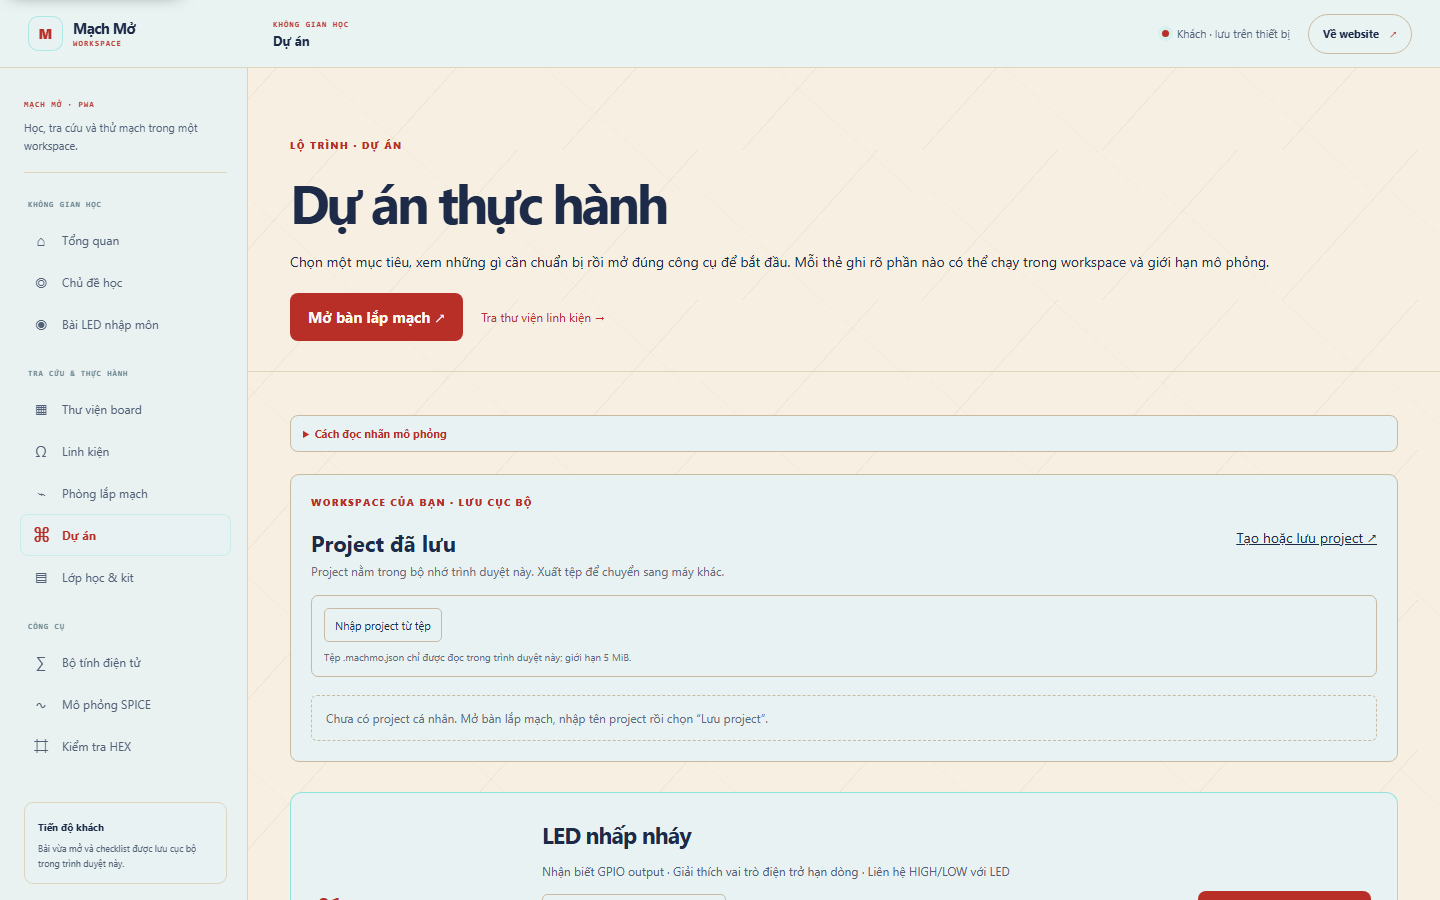 M
Mạch Mở
WORKSPACE
KHÔNG GIAN HỌC
Dự án
Khách · lưu trên thiết bị
Về website ↗
MẠCH MỞ · PWA
Học, tra cứu và thử mạch trong một
workspace.
KHÔNG GIAN HỌC
Tổng quan
Chủ đề học
Bài LED nhập môn
TRA CỨU & THỰC HÀNH
Thư viện board
Linh kiện
Phòng lắp mạch
Dự án
Lớp học & kit
CÔNG CỤ
Bộ tính điện tử
Mô phỏng SPICE
Kiểm tra HEX
Tiến độ khách
Bài vừa mở và checklist được lưu cục bộ
trong trình duyệt này.
LỘ TRÌNH · DỰ ÁN
Dự án thực hành
Chọn một mục tiêu, xem những gì cần chuẩn bị rồi mở đúng công cụ để bắt đầu. Mỗi thẻ ghi rõ phần nào có thể chạy trong workspace và giới hạn mô phỏng.
Mở bàn lắp mạch ↗
Tra thư viện linh kiện →
Cách đọc nhãn mô phỏng
WORKSPACE CỦA BẠN · LƯU CỤC BỘ
Project đã lưu
Tạo hoặc lưu project ↗
Project nằm trong bộ nhớ trình duyệt này. Xuất tệp để chuyển sang máy khác.
Nhập project từ tệp
Tệp .machmo.json chỉ được đọc trong trình duyệt này; giới hạn 5 MiB.
Chưa có project cá nhân. Mở bàn lắp mạch, nhập tên project rồi chọn “Lưu project”.
LED nhấp nháy
Nhận biết GPIO output · Giải thích vai trò điện trở hạn dòng · Liên hệ HIGH/LOW với LED